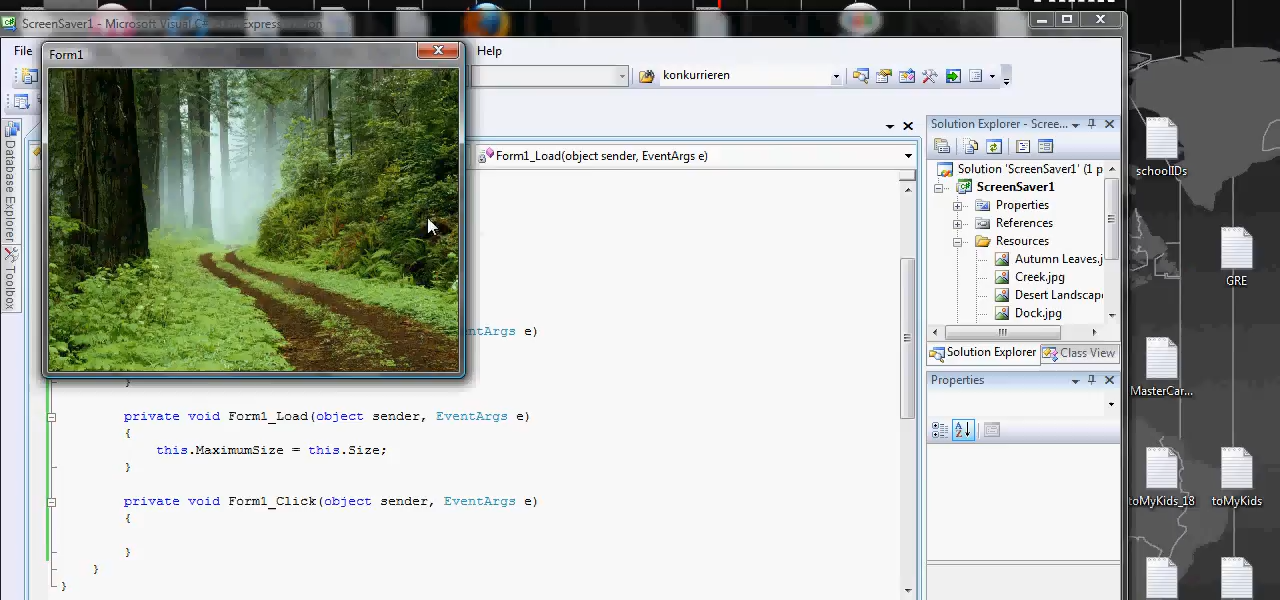 ScreenSaver1 - Microsoft Visual C# Express Edition
File
Help
Form1
konkurrieren
Form1_Load(object sender, EventArgs e)
Database Explorer
Toolbox
EventArgs e)
}
private void Form1_Load(object sender, EventArgs e)
{
this.MaximumSize = this.Size;
}
private void Form1_Click(object sender, EventArgs e)
{
}
}
}
Solution Explorer - Scree...
Solution 'ScreenSaver1' (1 p
ScreenSaver1
Properties
References
Resources
Autumn Leaves.j
Creek.jpg
Desert Landscap
Dock.jpg
Solution Explorer
Class View
Properties
schoolIDs
GRE
MasterCar...
toMyKids_18
toMyKids